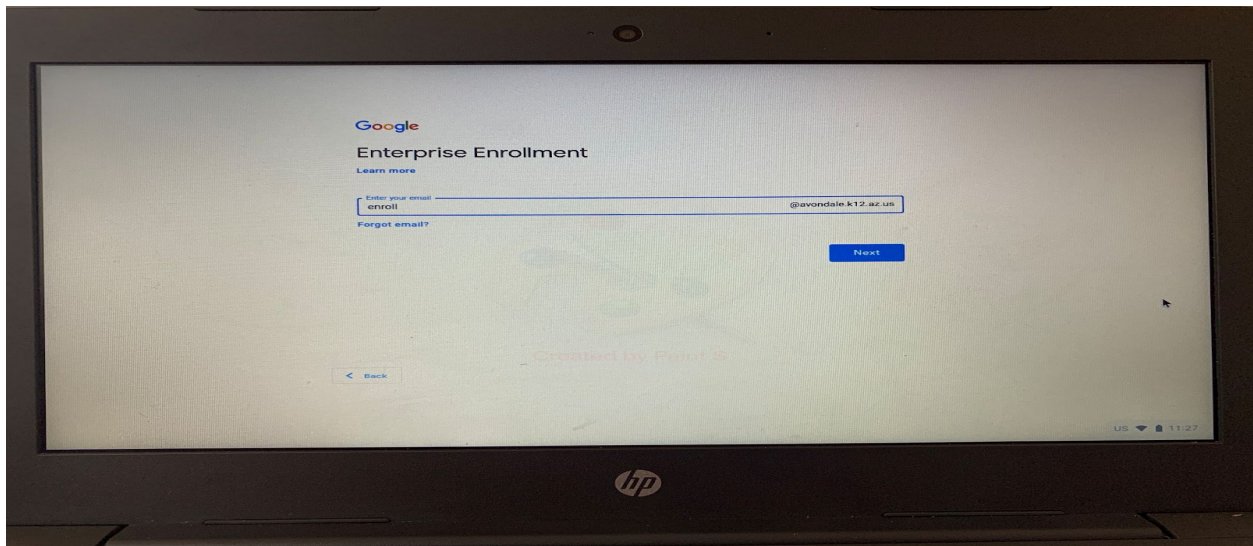 Google
Enterprise Enrollment
Learn more
Enter your email
enroll @avondale.k12.az.us
Forgot email?
Next
Created by Paint S
< Back
US 11:27
hp